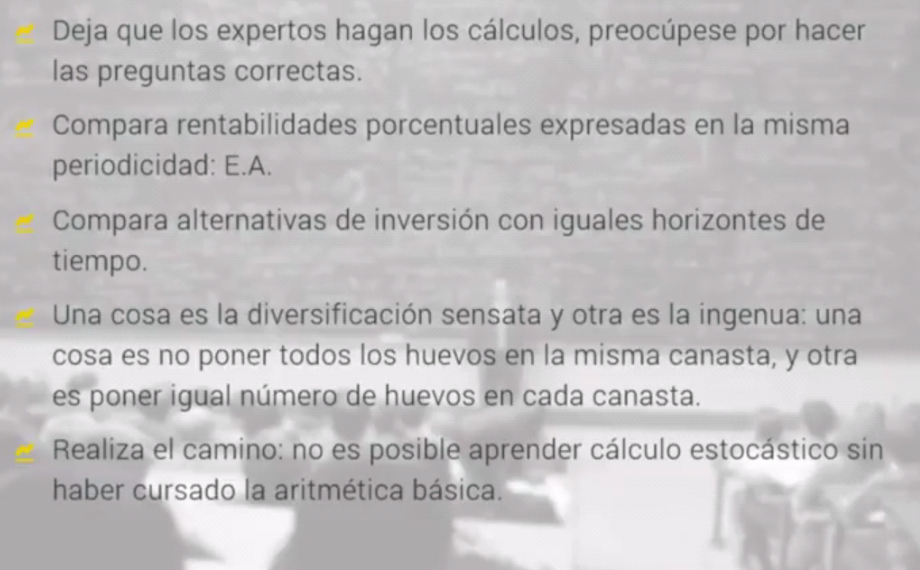 Deja que los expertos hagan los cálculos, preocúpese por hacer
las preguntas correctas.
Compara rentabilidades porcentuales expresadas en la misma
periodicidad: E.A.
Compara alternativas de inversión con iguales horizontes de
tiempo.
Una cosa es la diversificación sensata y otra es la ingenua: una
cosa es no poner todos los huevos en la misma canasta, y otra
es poner igual número de huevos en cada canasta.
Realiza el camino: no es posible aprender cálculo estocástico sin
haber cursado la aritmética básica.